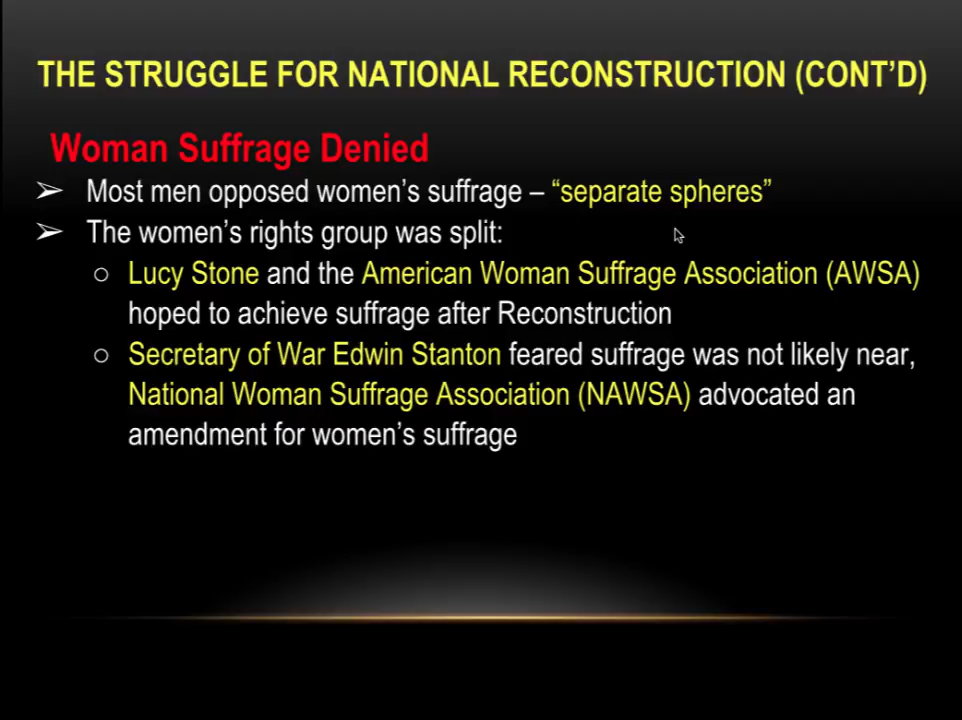 THE STRUGGLE FOR NATIONAL RECONSTRUCTION (CONT’D)
Woman Suffrage Denied
➢ Most men opposed women’s suffrage – “separate spheres”
➢ The women’s rights group was split:
○ Lucy Stone and the American Woman Suffrage Association (AWSA)
hoped to achieve suffrage after Reconstruction
○ Secretary of War Edwin Stanton feared suffrage was not likely near,
National Woman Suffrage Association (NAWSA) advocated an
amendment for women’s suffrage